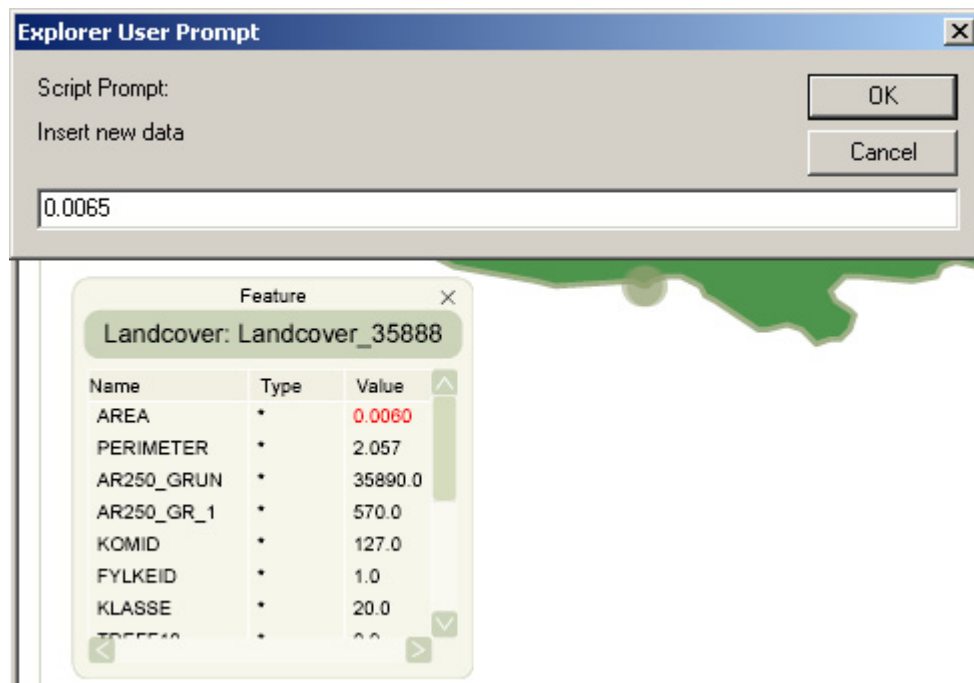 Explorer User Prompt
Script Prompt:
OK
Insert new data
Cancel
0.0065
Feature
Landcover: Landcover_35888
Name Type Value
AREA * 0.0060
PERIMETER * 2.057
AR250_GRUN * 35890.0
AR250_GR_1 * 570.0
KOMID * 127.0
FYLKEID * 1.0
KLASSE * 20.0